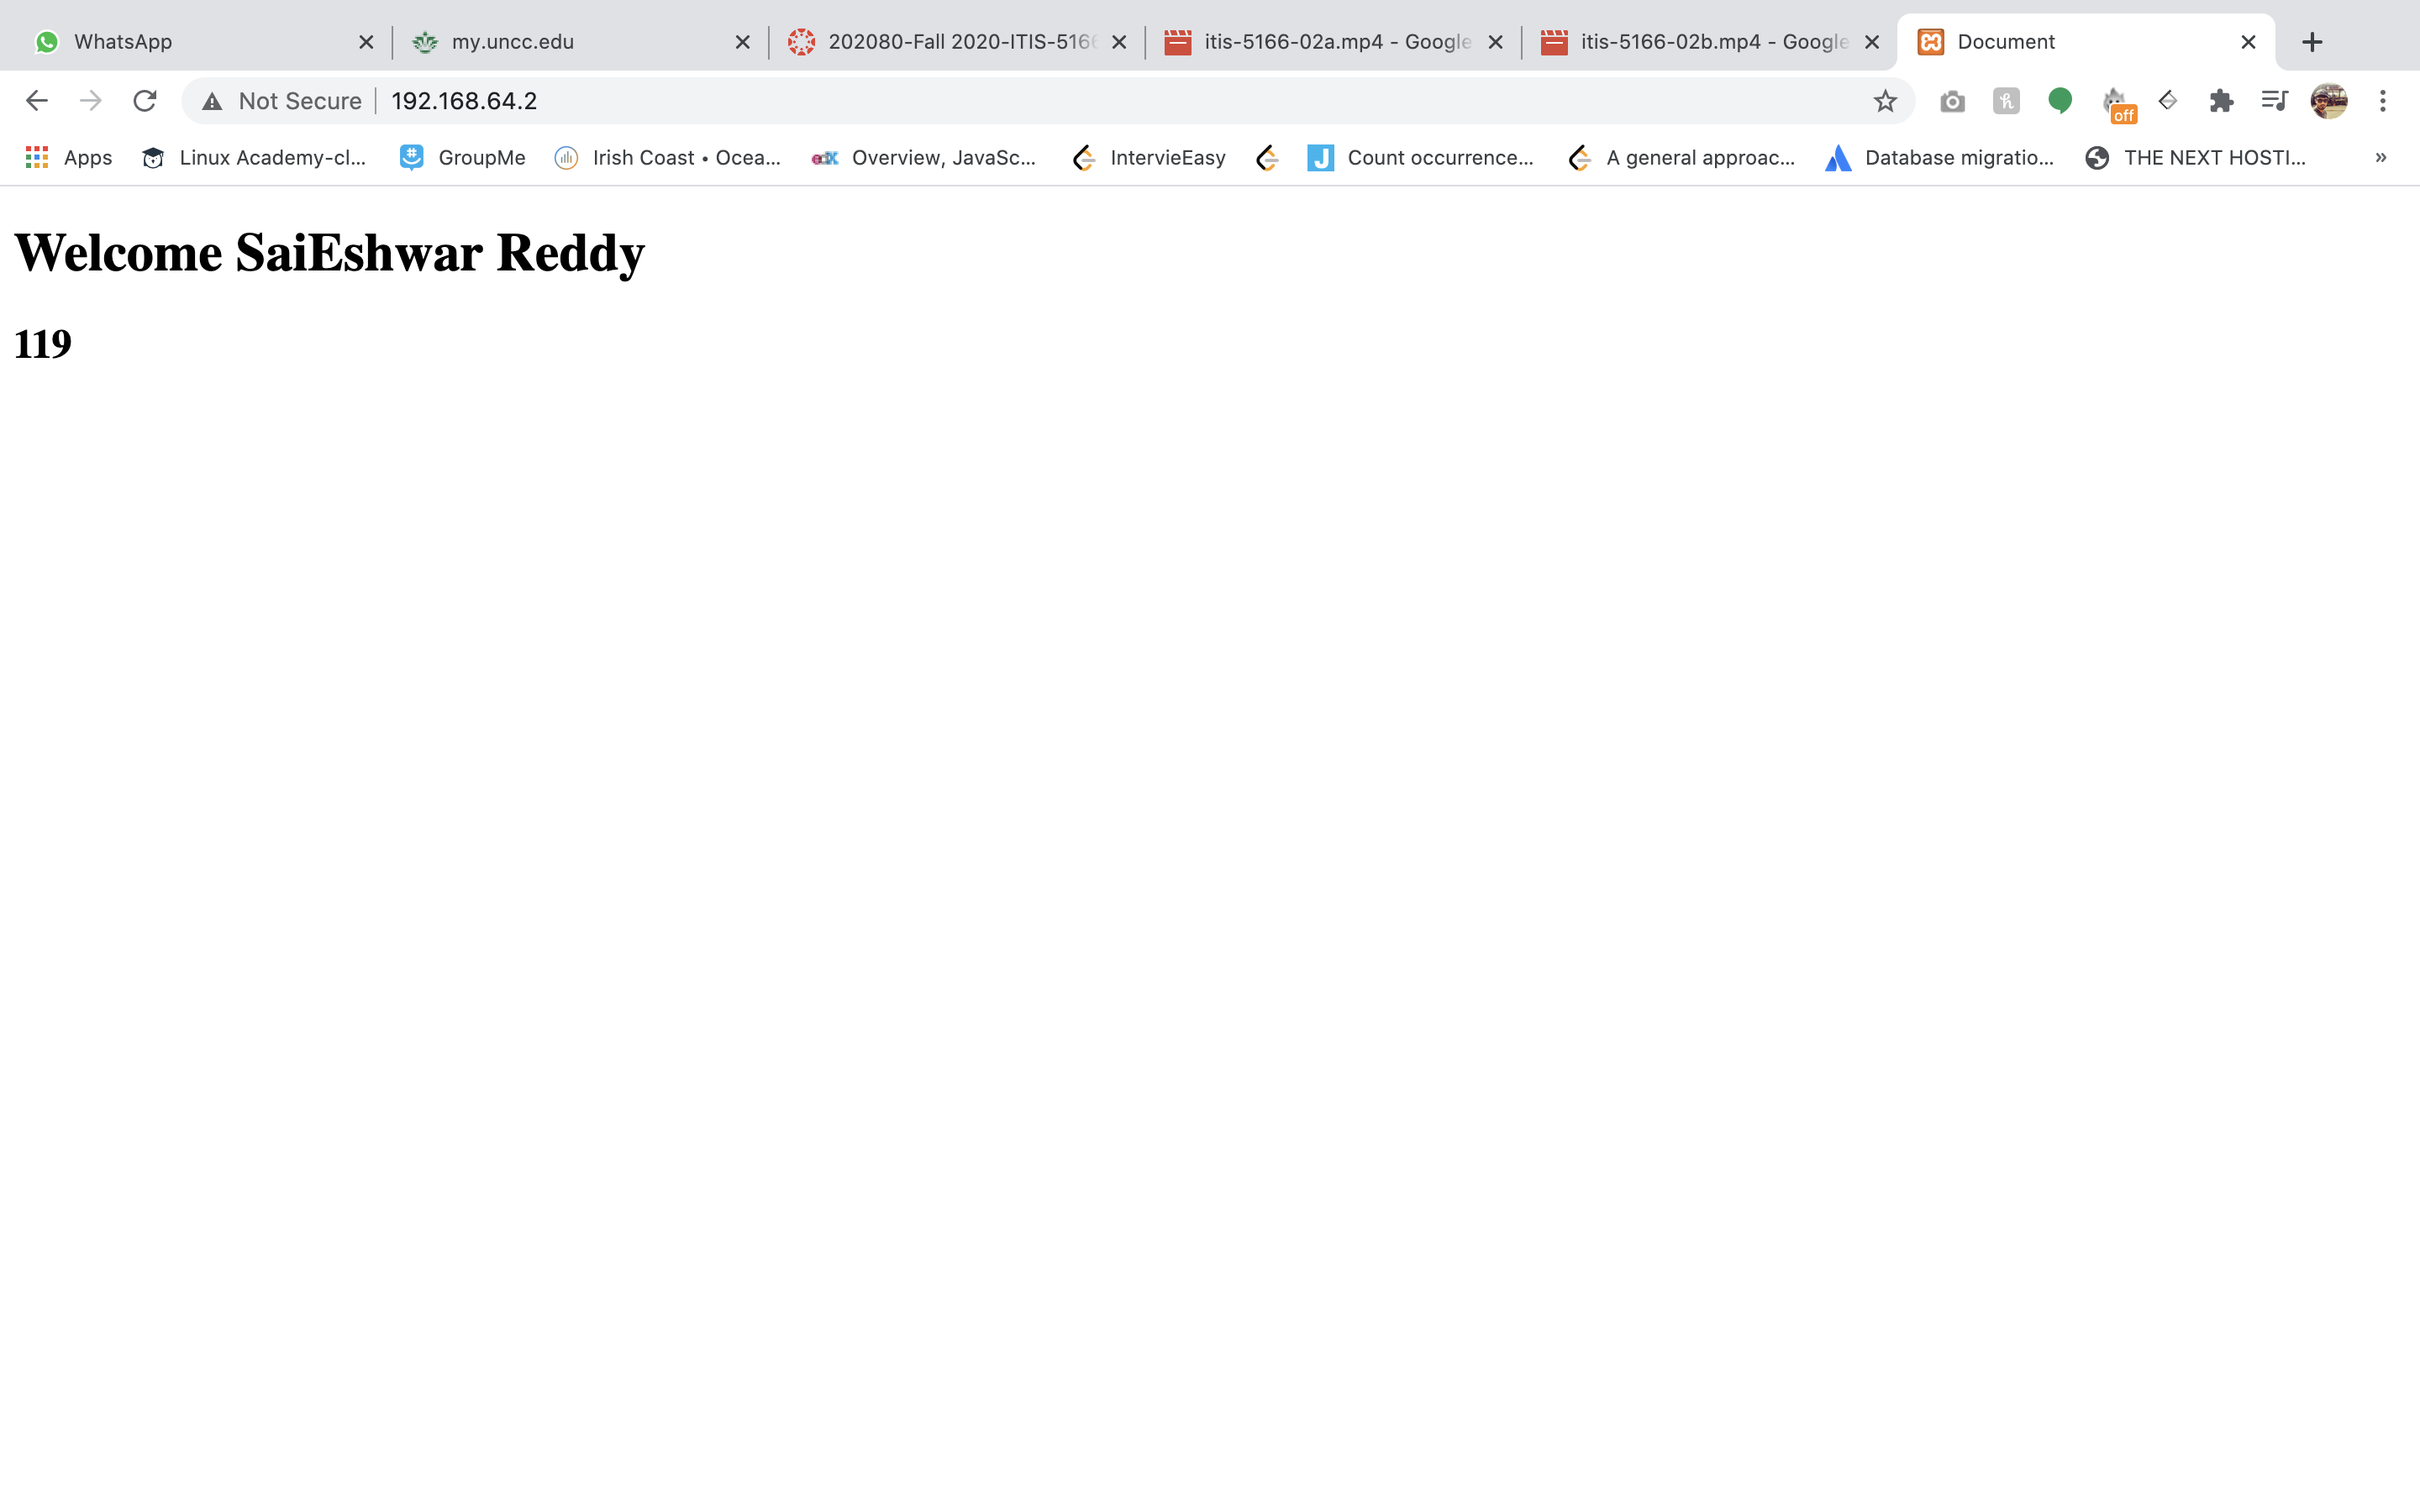 WhatsApp
my.uncc.edu
202080-Fall 2020-ITIS-5166
itis-5166-02a.mp4 - Google
itis-5166-02b.mp4 - Google
Document
Not Secure
192.168.64.2
off
Apps
Linux Academy-cl...
GroupMe
Irish Coast • Ocea...
Overview, JavaSc...
IntervieEasy
Count occurrence...
A general approac...
Database migratio...
THE NEXT HOSTI...
»
Welcome SaiEshwar Reddy
119